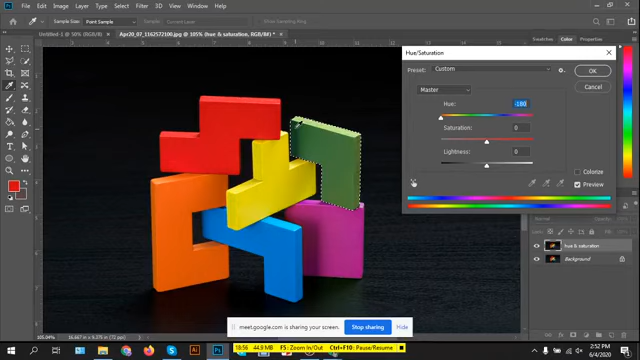 Ps File Edit Image Layer Type Select Filter 3D View Window Help
Sample Size: Point Sample Sample: Current Layer Show Sampling Ring
Untitled-1 @ 50% (RGB/8) × Apr20_07_1162572100.jpg @ 105% (hue & saturation, RGB/8#) * ×
Swatches Color Adjustments
Hue/Saturation
Preset: Custom
OK
Cancel
Master
Hue: -180
Saturation: 0
Lightness: 0
Colorize
Preview
hue & saturation
Background
105.04%
meet.google.com is sharing your screen. Stop sharing Hide
18:56 44.9 MB F5: Zoom In/Out Ctrl+F10: Pause/Resume
2:52 PM
6/4/2020